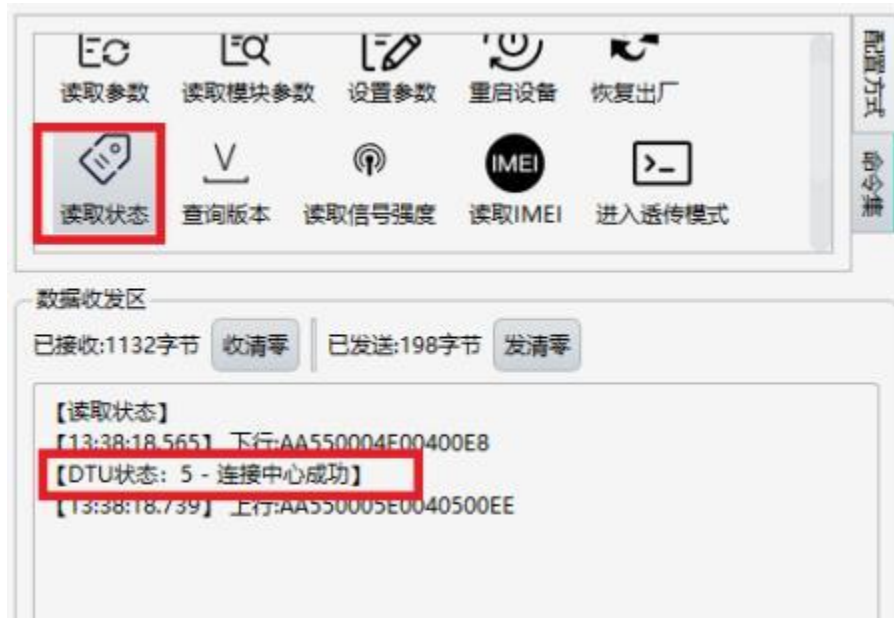 读取参数 读取模块参数 设置参数 重启设备 恢复出厂
配置方式
IMEI
读取状态 查询版本 读取信号强度 读取IMEI 进入透传模式
命令集
数据收发区
已接收:1132字节 收清零 已发送:198字节 发清零
【读取状态】
【13:38:18.565】 下行:AA550004E00400E8
【DTU状态: 5 - 连接中心成功】
【13:38:18.739】 上行:AA550005E0040500EE